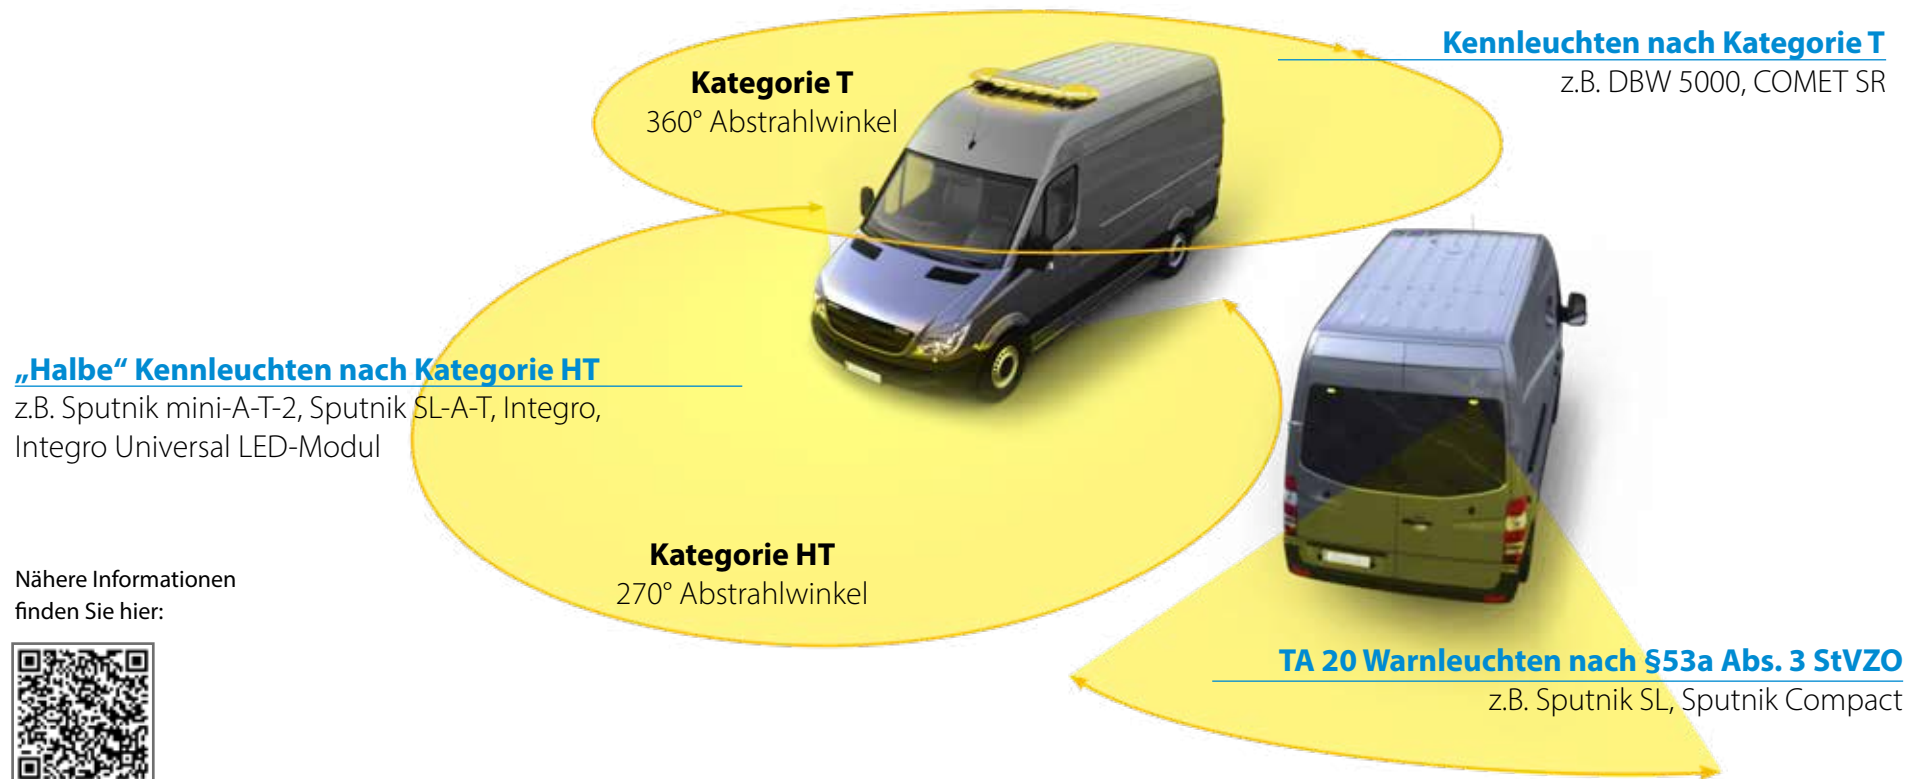 Kennleuchten nach Kategorie T
z.B. DBW 5000, COMET SR
Kategorie T
360° Abstrahlwinkel
„Halbe“ Kennleuchten nach Kategorie HT
z.B. Sputnik mini-A-T-2, Sputnik SL-A-T, Integro,
Integro Universal LED-Modul
Kategorie HT
270° Abstrahlwinkel
Nähere Informationen
finden Sie hier:
TA 20 Warnleuchten nach §53a Abs. 3 StVZO
z.B. Sputnik SL, Sputnik Compact